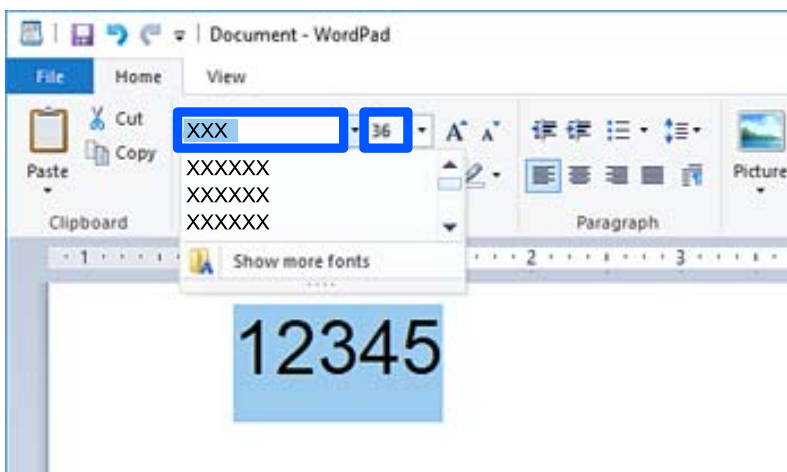 Document - WordPad
File Home View
Cut
XXX 36 A A
Copy
XXXXXX
Paste
Picture
XXXXXX
Clipboard XXXXXX Paragraph
1 2 3
Show more fonts
12345